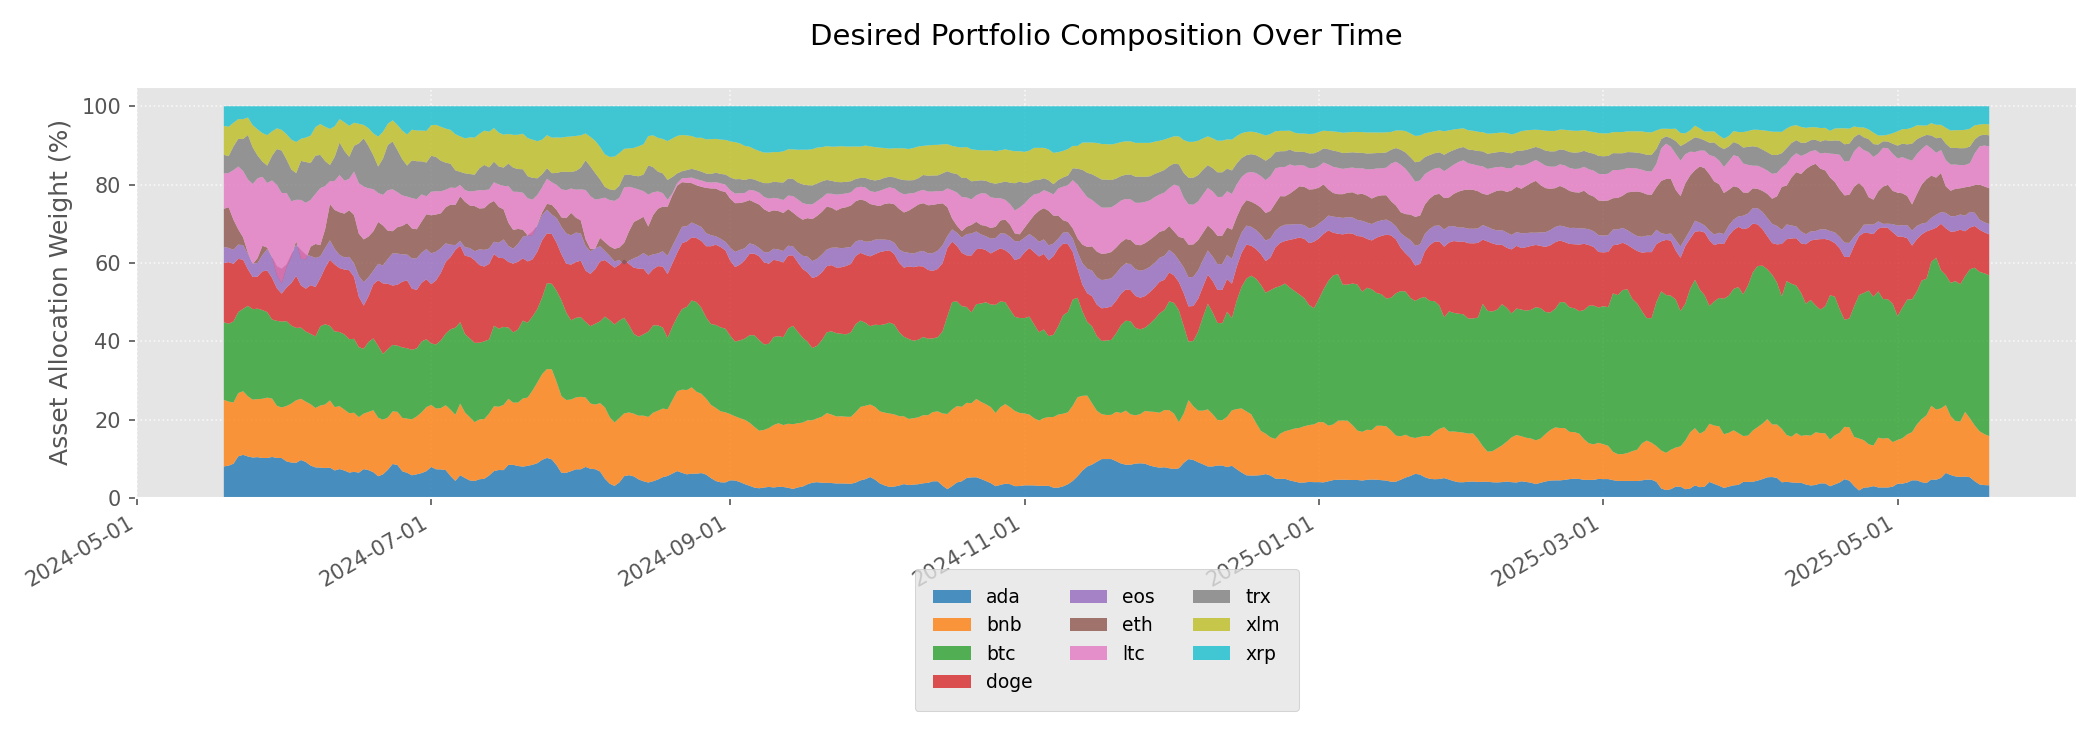 Desired Portfolio Composition Over Time
Asset Allocation Weight (%)
100
80
60
40
20
0
2024-05-01
2024-07-01
2024-09-01
2024-11-01
2025-01-01
2025-03-01
2025-05-01
ada
bnb
btc
doge
eos
eth
ltc
trx
xlm
xrp